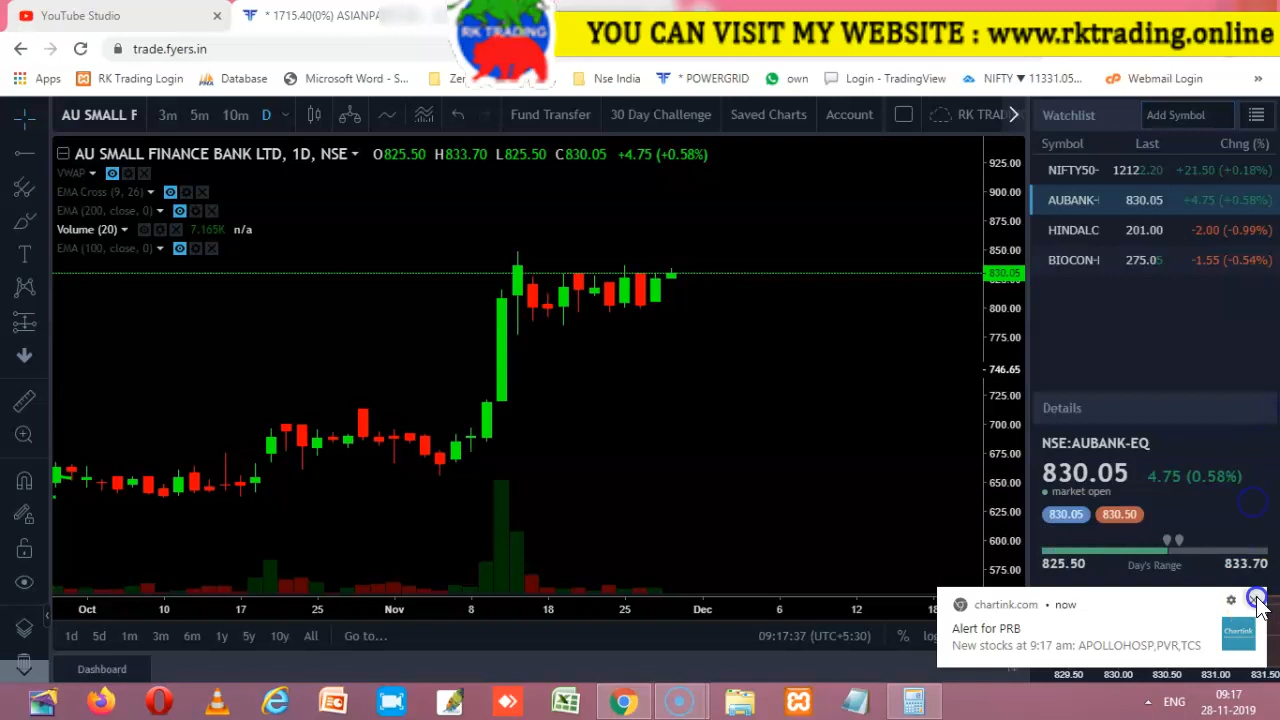 YouTube Studio
* 1715.40(0%) ASIANPA
RK TRADING
YOU CAN VISIT MY WEBSITE : www.rktrading.online
trade.fyers.in
Apps
RK Trading Login
Database
Microsoft Word - S...
Nse India
* POWERGRID
own
Login - TradingView
NIFTY ▼ 11331.05...
Webmail Login
»
AU SMALL F
3m
5m
10m
D
Fund Transfer
30 Day Challenge
Saved Charts
Account
RK TRAD
Watchlist
Add Symbol
AU SMALL FINANCE BANK LTD, 1D, NSE
O825.50 H833.70 L825.50 C830.05 +4.75 (+0.58%)
VWAP
EMA Cross (9, 26)
EMA (200, close, 0)
Volume (20)
7.165K n/a
EMA (100, close, 0)
925.00
900.00
875.00
850.00
830.05
800.00
775.00
746.65
725.00
700.00
675.00
650.00
625.00
600.00
575.00
Symbol Last Chng (%)
NIFTY50- 12122.20 +21.50 (+0.18%)
AUBANK-I 830.05 +4.75 (+0.58%)
HINDALC 201.00 -2.00 (-0.99%)
BIOCON-I 275.05 -1.55 (-0.54%)
Details
NSE:AUBANK-EQ
830.05 4.75 (0.58%)
market open
830.05 830.50
825.50 Day's Range 833.70
chartink.com • now
Alert for PRB
New stocks at 9:17 am: APOLLOHOSP,PVR,TCS
Chartink
829.50 830.00 830.50 831.00 831.50
Oct 10 17 25 Nov 8 18 25 Dec 6 12
1d 5d 1m 3m 6m 1y 5y 10y All Go to...
09:17:37 (UTC+5:30) % log
Dashboard
ENG
09:17
28-11-2019